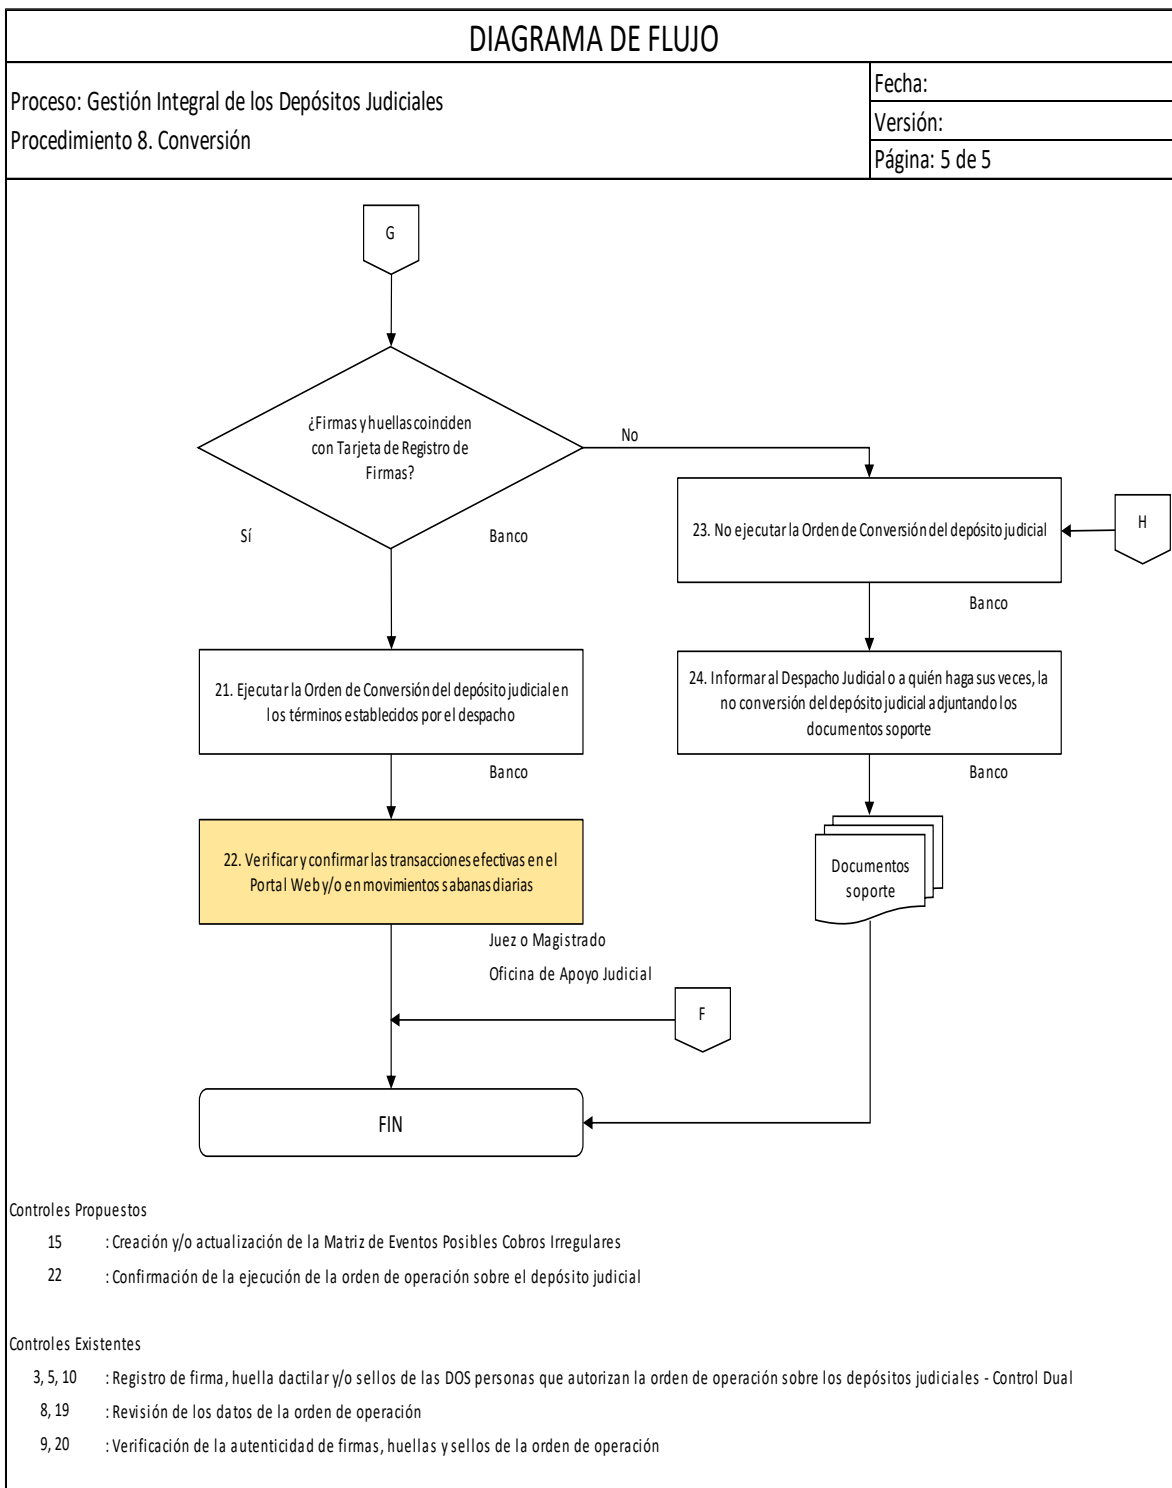 DIAGRAMA DE FLUJO
Proceso: Gestión Integral de los Depósitos Judiciales
Procedimiento 8. Conversión
Fecha:
Versión:
Página: 5 de 5
G
¿Firmas y huellas coinciden
con Tarjeta de Registro de
Firmas?
No
Sí
Banco
23. No ejecutar la Orden de Conversión del depósito judicial
H
Banco
21. Ejecutar la Orden de Conversión del depósito judicial en
los términos establecidos por el despacho
24. Informar al Despacho Judicial o a quién haga sus veces, la
no conversión del depósito judicial adjuntando los
documentos soporte
Banco
Banco
22. Verificar y confirmar las transacciones efectivas en el
Portal Web y/o en movimientos sabanas diarias
Documentos
soporte
Juez o Magistrado
Oficina de Apoyo Judicial
F
FIN
Controles Propuestos
15 : Creación y/o actualización de la Matriz de Eventos Posibles Cobros Irregulares
22 : Confirmación de la ejecución de la orden de operación sobre el depósito judicial
Controles Existentes
3, 5, 10 : Registro de firma, huella dactilar y/o sellos de las DOS personas que autorizan la orden de operación sobre los depósitos judiciales - Control Dual
8, 19 : Revisión de los datos de la orden de operación
9, 20 : Verificación de la autenticidad de firmas, huellas y sellos de la orden de operación